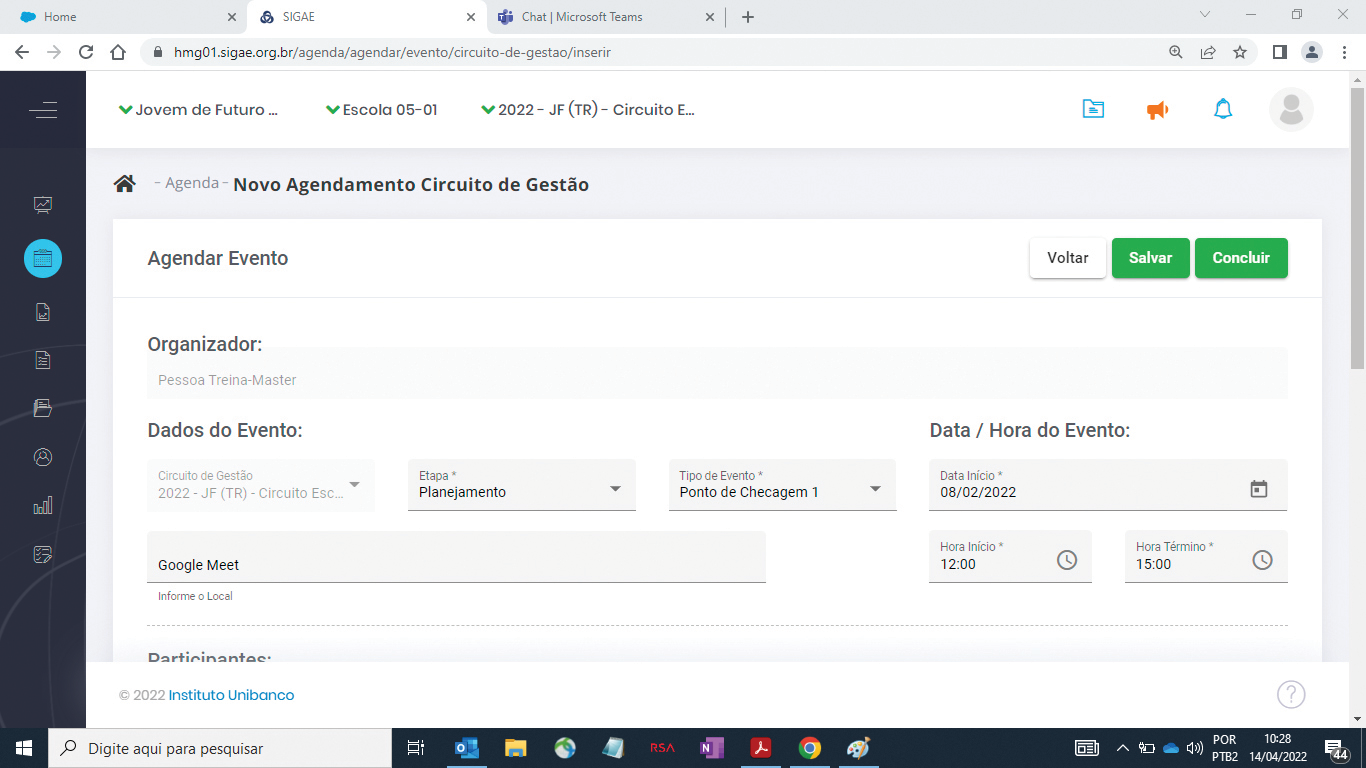 Home
SIGAE
Chat | Microsoft Teams
hmg01.sigae.org.br/agenda/agendar/evento/circuito-de-gestao/inserir
Jovem de Futuro ... Escola 05-01 2022 - JF (TR) - Circuito E...
- Agenda - Novo Agendamento Circuito de Gestão
Agendar Evento
Voltar Salvar Concluir
Organizador:
Pessoa Treina-Master
Dados do Evento:
Circuito de Gestão
2022 - JF (TR) - Circuito Esc...
Etapa *
Planejamento
Tipo de Evento *
Ponto de Checagem 1
Google Meet
Informe o Local
Data / Hora do Evento:
Data Início *
08/02/2022
Hora Início *
12:00
Hora Término *
15:00
Participantes:
© 2022 Instituto Unibanco
?
Digite aqui para pesquisar
RSA
POR
PTB2
10:28
14/04/2022
44